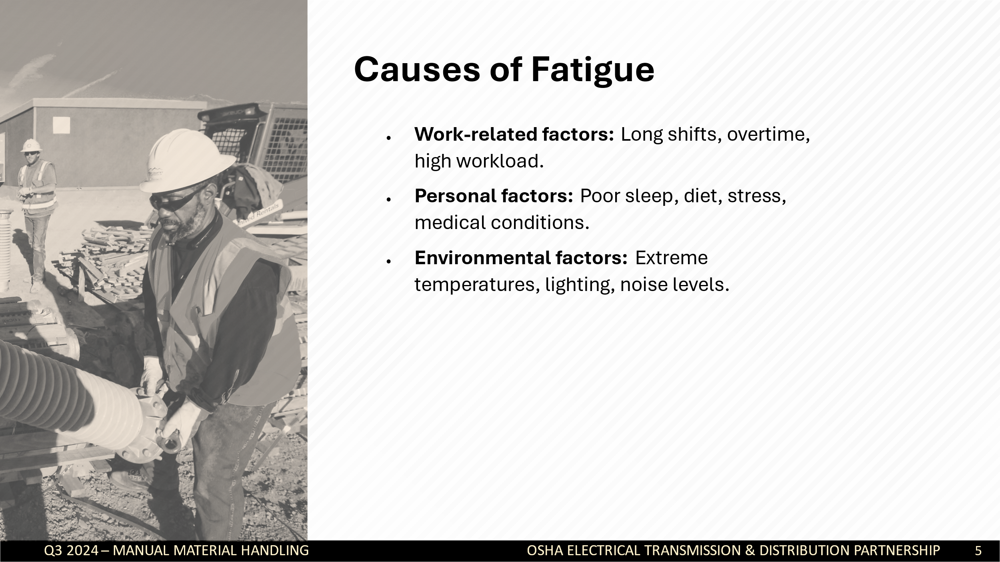 Causes of Fatigue
• Work-related factors: Long shifts, overtime,
high workload.
• Personal factors: Poor sleep, diet, stress,
medical conditions.
• Environmental factors: Extreme
temperatures, lighting, noise levels.
Rentals
Q3 2024 – MANUAL MATERIAL HANDLING
OSHA ELECTRICAL TRANSMISSION & DISTRIBUTION PARTNERSHIP
5